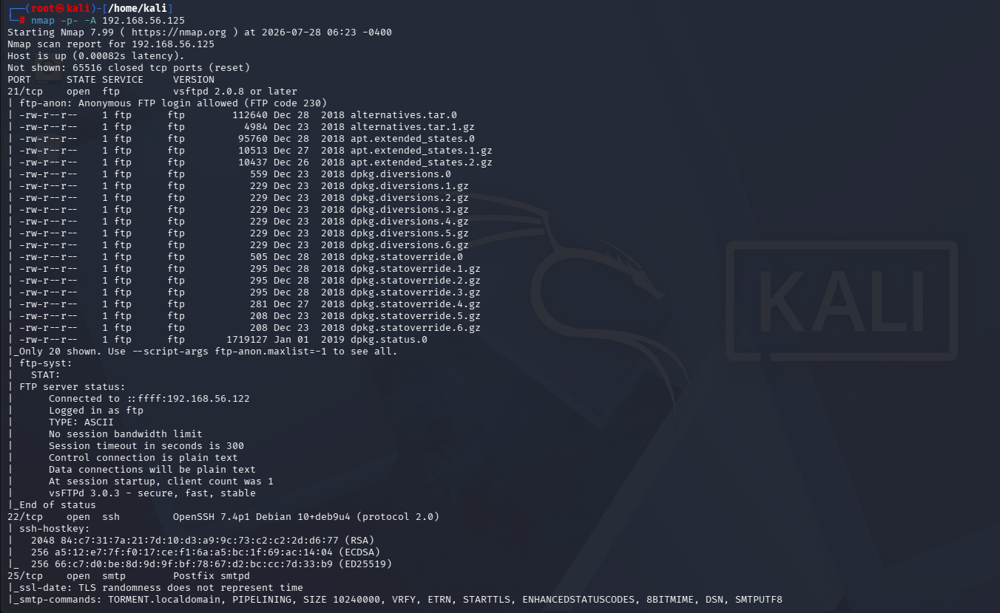 ┌──(root㉿kali)-[/home/kali]
└─# nmap -p- -A 192.168.56.125
Starting Nmap 7.99 ( https://nmap.org ) at 2026-07-28 06:23 -0400
Nmap scan report for 192.168.56.125
Host is up (0.00082s latency).
Not shown: 65516 closed tcp ports (reset)
PORT      STATE SERVICE     VERSION
21/tcp    open  ftp         vsftpd 2.0.8 or later
| ftp-anon: Anonymous FTP login allowed (FTP code 230)
| -rw-r--r--    1 ftp      ftp        112640 Dec 28  2018 alternatives.tar.0
| -rw-r--r--    1 ftp      ftp          4984 Dec 23  2018 alternatives.tar.1.gz
| -rw-r--r--    1 ftp      ftp         95760 Dec 28  2018 apt.extended_states.0
| -rw-r--r--    1 ftp      ftp         10513 Dec 27  2018 apt.extended_states.1.gz
| -rw-r--r--    1 ftp      ftp         10437 Dec 26  2018 apt.extended_states.2.gz
| -rw-r--r--    1 ftp      ftp           559 Dec 23  2018 dpkg.diversions.0
| -rw-r--r--    1 ftp      ftp           229 Dec 23  2018 dpkg.diversions.1.gz
| -rw-r--r--    1 ftp      ftp           229 Dec 23  2018 dpkg.diversions.2.gz
| -rw-r--r--    1 ftp      ftp           229 Dec 23  2018 dpkg.diversions.3.gz
| -rw-r--r--    1 ftp      ftp           229 Dec 23  2018 dpkg.diversions.4.gz
| -rw-r--r--    1 ftp      ftp           229 Dec 23  2018 dpkg.diversions.5.gz
| -rw-r--r--    1 ftp      ftp           229 Dec 23  2018 dpkg.diversions.6.gz
| -rw-r--r--    1 ftp      ftp           505 Dec 28  2018 dpkg.statoverride.0
| -rw-r--r--    1 ftp      ftp           295 Dec 28  2018 dpkg.statoverride.1.gz
| -rw-r--r--    1 ftp      ftp           295 Dec 28  2018 dpkg.statoverride.2.gz
| -rw-r--r--    1 ftp      ftp           295 Dec 28  2018 dpkg.statoverride.3.gz
| -rw-r--r--    1 ftp      ftp           281 Dec 27  2018 dpkg.statoverride.4.gz
| -rw-r--r--    1 ftp      ftp           208 Dec 23  2018 dpkg.statoverride.5.gz
| -rw-r--r--    1 ftp      ftp           208 Dec 23  2018 dpkg.statoverride.6.gz
| -rw-r--r--    1 ftp      ftp       1719127 Jan 01  2019 dpkg.status.0
|_Only 20 shown. Use --script-args ftp-anon.maxlist=-1 to see all.
| ftp-syst:
|   STAT:
| FTP server status:
|      Connected to ::ffff:192.168.56.122
|      Logged in as ftp
|      TYPE: ASCII
|      No session bandwidth limit
|      Session timeout in seconds is 300
|      Control connection is plain text
|      Data connections will be plain text
|      At session startup, client count was 1
|      vsFTPd 3.0.3 - secure, fast, stable
|_End of status
22/tcp    open  ssh         OpenSSH 7.4p1 Debian 10+deb9u4 (protocol 2.0)
| ssh-hostkey:
|   2048 84:c7:31:7a:21:7d:10:d3:a9:9c:73:c2:c2:2d:d6:77 (RSA)
|   256 a5:12:e7:7f:f0:17:ce:f1:6a:a5:bc:1f:69:ac:14:04 (ECDSA)
|_  256 66:c7:d0:be:8d:9d:9f:bf:78:67:d2:bc:cc:7d:33:b9 (ED25519)
25/tcp    open  smtp        Postfix smtpd
|_ssl-date: TLS randomness does not represent time
|_smtp-commands: TORMENT.localdomain, PIPELINING, SIZE 10240000, VRFY, ETRN, STARTTLS, ENHANCEDSTATUSCODES, 8BITMIME, DSN, SMTPUTF8
KALI